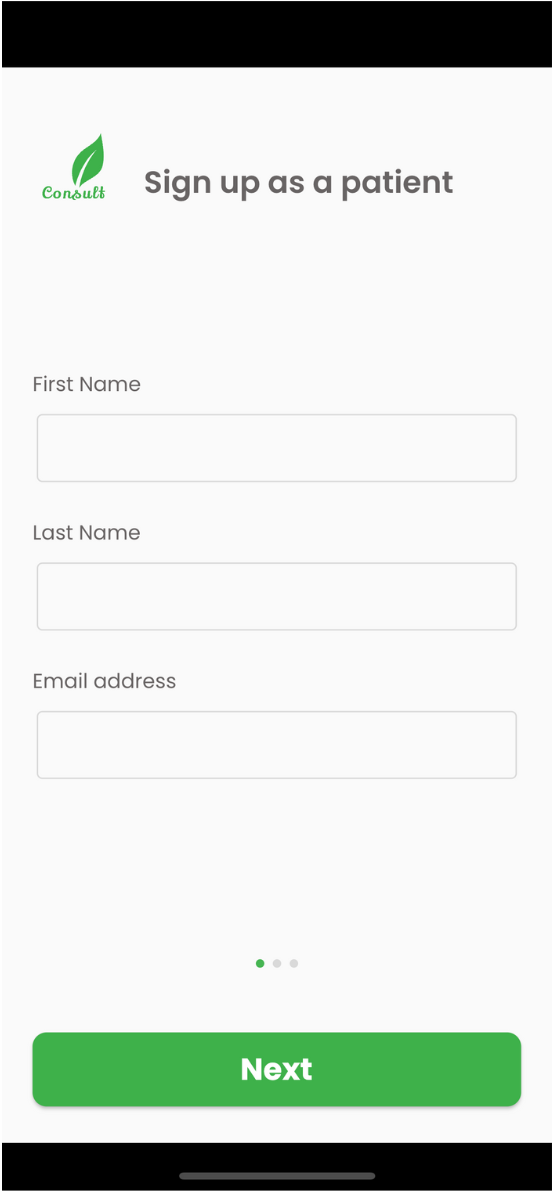 Consult
Sign up as a patient
First Name
Last Name
Email address
Next